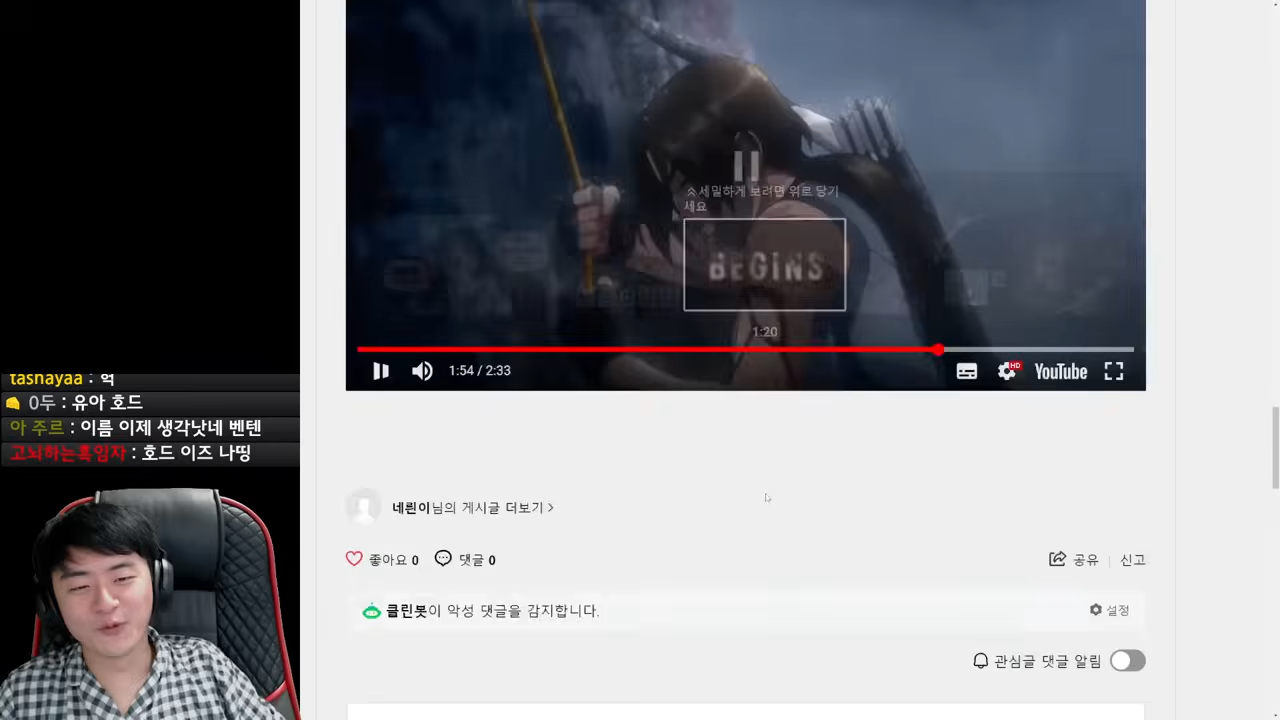 세밀하게 보려면 위로 당기
세요
BEGINS
1:20
1:54 / 2:33
HD
YouTube
tashayaa : 헉
0두 : 유아 호드
아 주르 : 이름 이제 생각낫네 벤텐
고뇌하는흑임자 : 호드 이즈 나띵
네뢴이님의 게시글 더보기 >
좋아요 0 댓글 0
공유 | 신고
클린봇이 악성 댓글을 감지합니다.
설정
관심글 댓글 알림